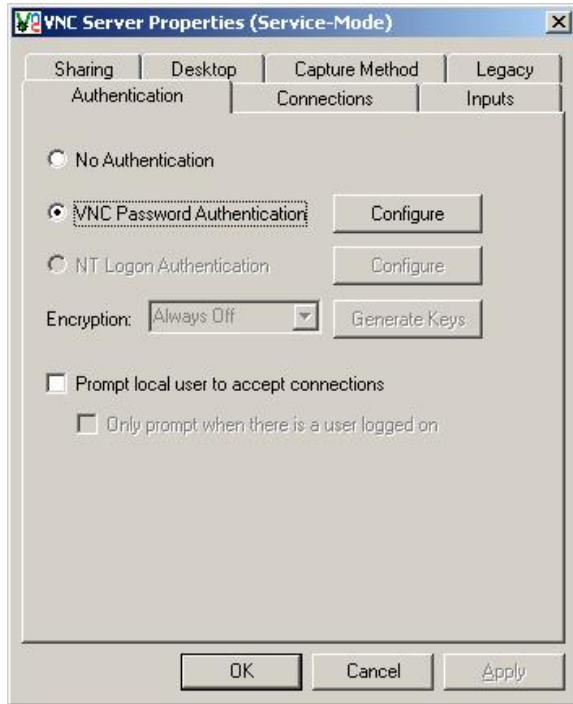 VNC Server Properties (Service-Mode)
Sharing Desktop Capture Method Legacy
Authentication Connections Inputs
No Authentication
VNC Password Authentication Configure
NT Logon Authentication Configure
Encryption: Always Off Generate Keys
Prompt local user to accept connections
Only prompt when there is a user logged on
OK Cancel Apply